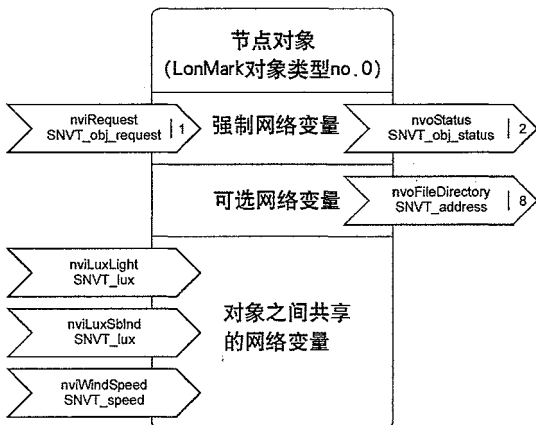 节点对象
(LonMark对象类型no.0)
nviRequest
SNVT_obj_request
1
强制网络变量
nvoStatus
SNVT_obj_status
2
可选网络变量
nvoFileDirectory
SNVT_address
8
nviLuxLight
SNVT_lux
nviLuxSblnd
SNVT_lux
对象之间共享
的网络变量
nviWindSpeed
SNVT_speed